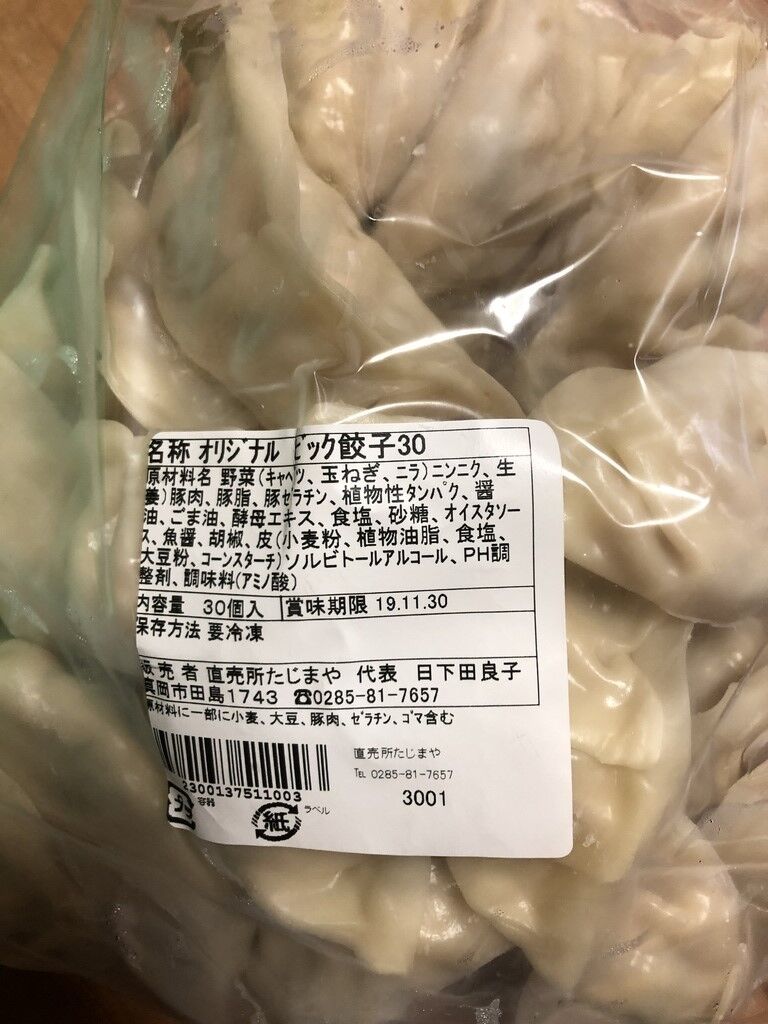 名称 オリジナル ビック餃子30
原材料名 野菜(キャベツ、玉ねぎ、ニラ)ニンニク、生
姜)豚肉、豚脂、豚ゼラチン、植物性タンパク、醤
油、ごま油、酵母エキス、食塩、砂糖、オイスタソー
ス、魚醤、胡椒、皮(小麦粉、植物油脂、食塩、
大豆粉、コーンスターチ)ソルビトールアルコール、PH調
整剤、調味料(アミノ酸)
内容量 30個入 賞味期限 19.11.30
保存方法 要冷凍
販売者 直売所たじまや 代表 日下田良子
真岡市田島1743 ☎0285-81-7657
原材料に一部に小麦、大豆、豚肉、ゼラチン、ゴマ含む
2300137511003
直売所たじまや
TEL 0285-81-7657
3001
プラ 容器
紙 ラベル